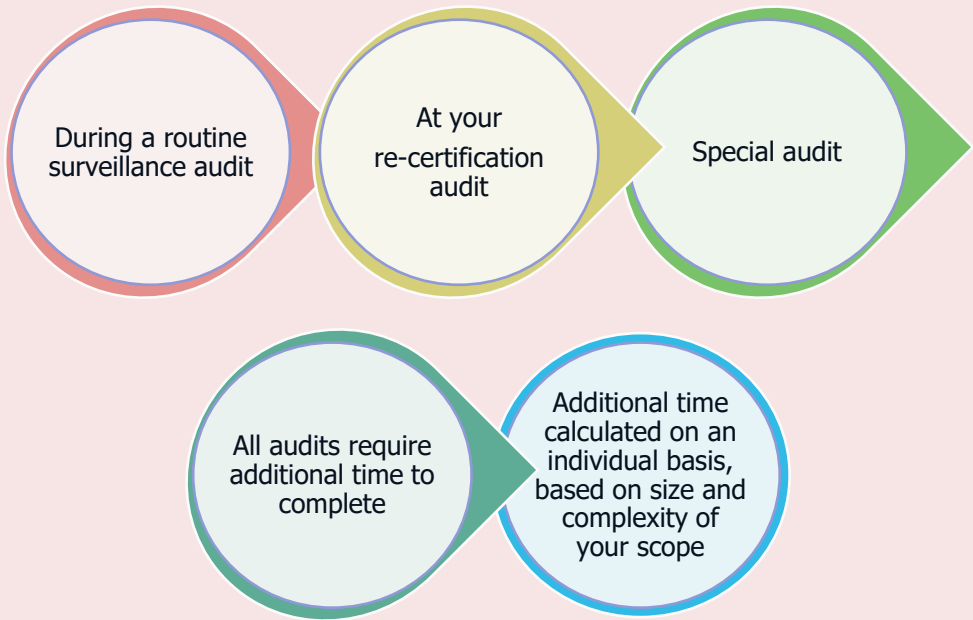 During a routine
surveillance audit
At your
re-certification
audit
Special audit
All audits require
additional time to
complete
Additional time
calculated on an
individual basis,
based on size and
complexity of
your scope